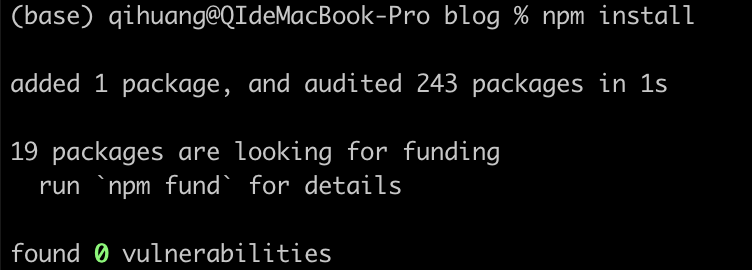 (base) qihuang@QIdeMacBook-Pro blog % npm install
added 1 package, and audited 243 packages in 1s
19 packages are looking for funding
run `npm fund` for details
found 0 vulnerabilities